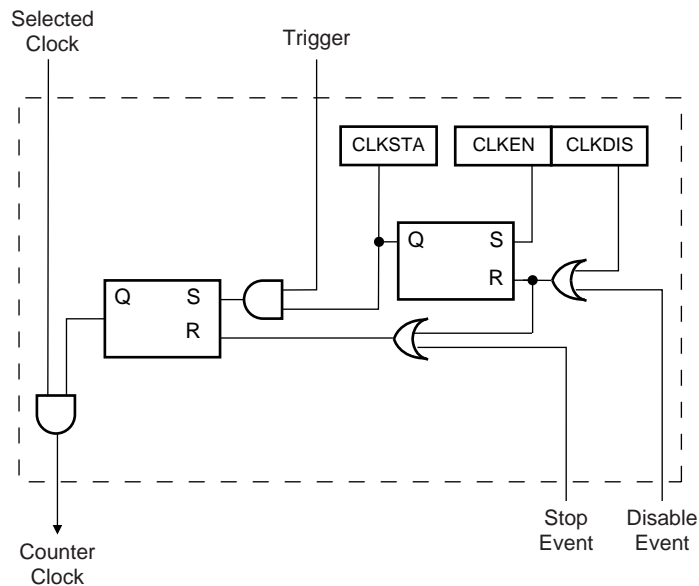 Selected
Clock
Trigger
CLKSTA
CLKEN
CLKDIS
Q
S
R
Q
S
R
Stop
Event
Disable
Event
Counter
Clock